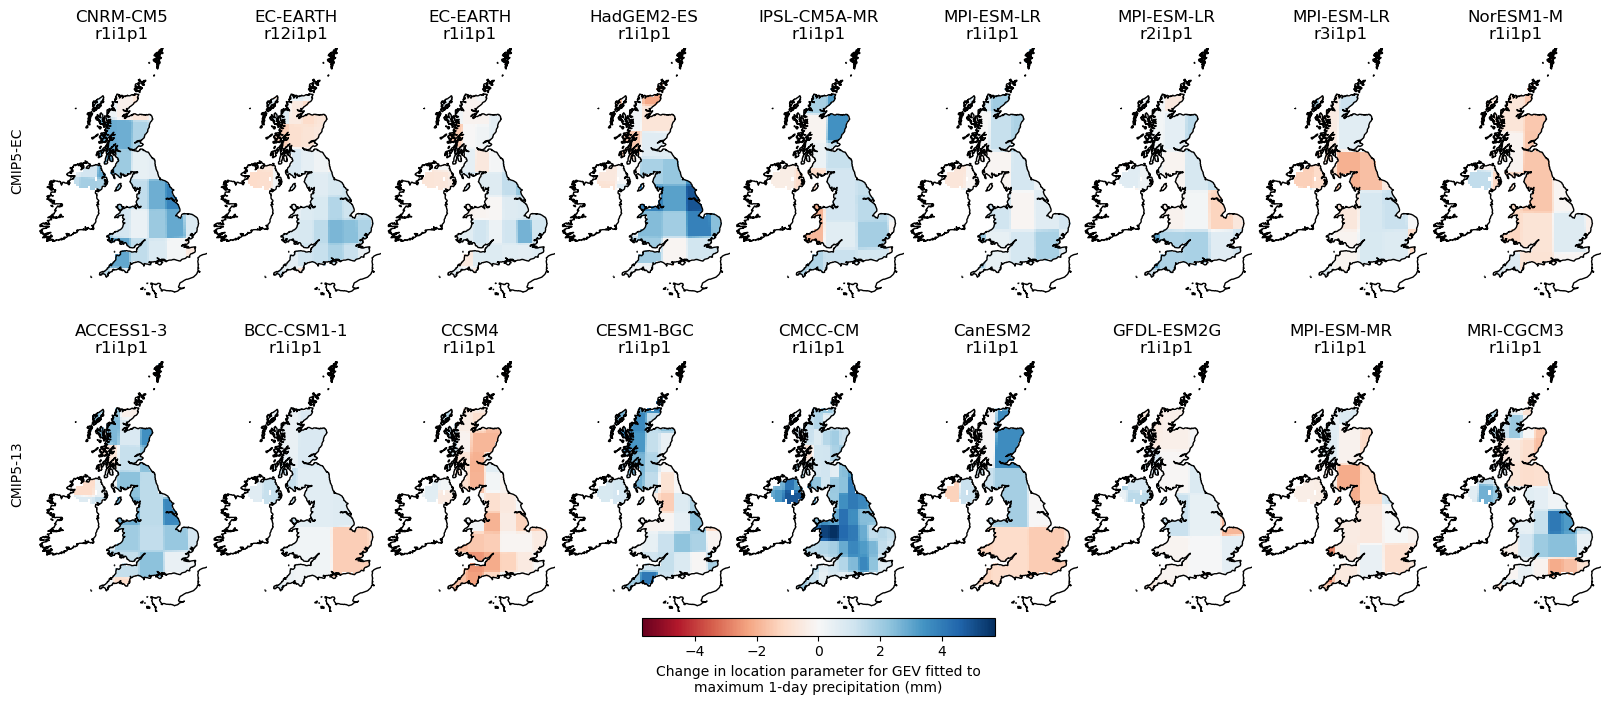 CNRM-CM5
r1i1p1
EC-EARTH
r12i1p1
EC-EARTH
r1i1p1
HadGEM2-ES
r1i1p1
IPSL-CM5A-MR
r1i1p1
MPI-ESM-LR
r1i1p1
MPI-ESM-LR
r2i1p1
MPI-ESM-LR
r3i1p1
NorESM1-M
r1i1p1
CMIP5-EC
ACCESS1-3
r1i1p1
BCC-CSM1-1
r1i1p1
CCSM4
r1i1p1
CESM1-BGC
r1i1p1
CMCC-CM
r1i1p1
CanESM2
r1i1p1
GFDL-ESM2G
r1i1p1
MPI-ESM-MR
r1i1p1
MRI-CGCM3
r1i1p1
CMIP5-13
−4 −2 0 2 4
Change in location parameter for GEV fitted to
maximum 1-day precipitation (mm)